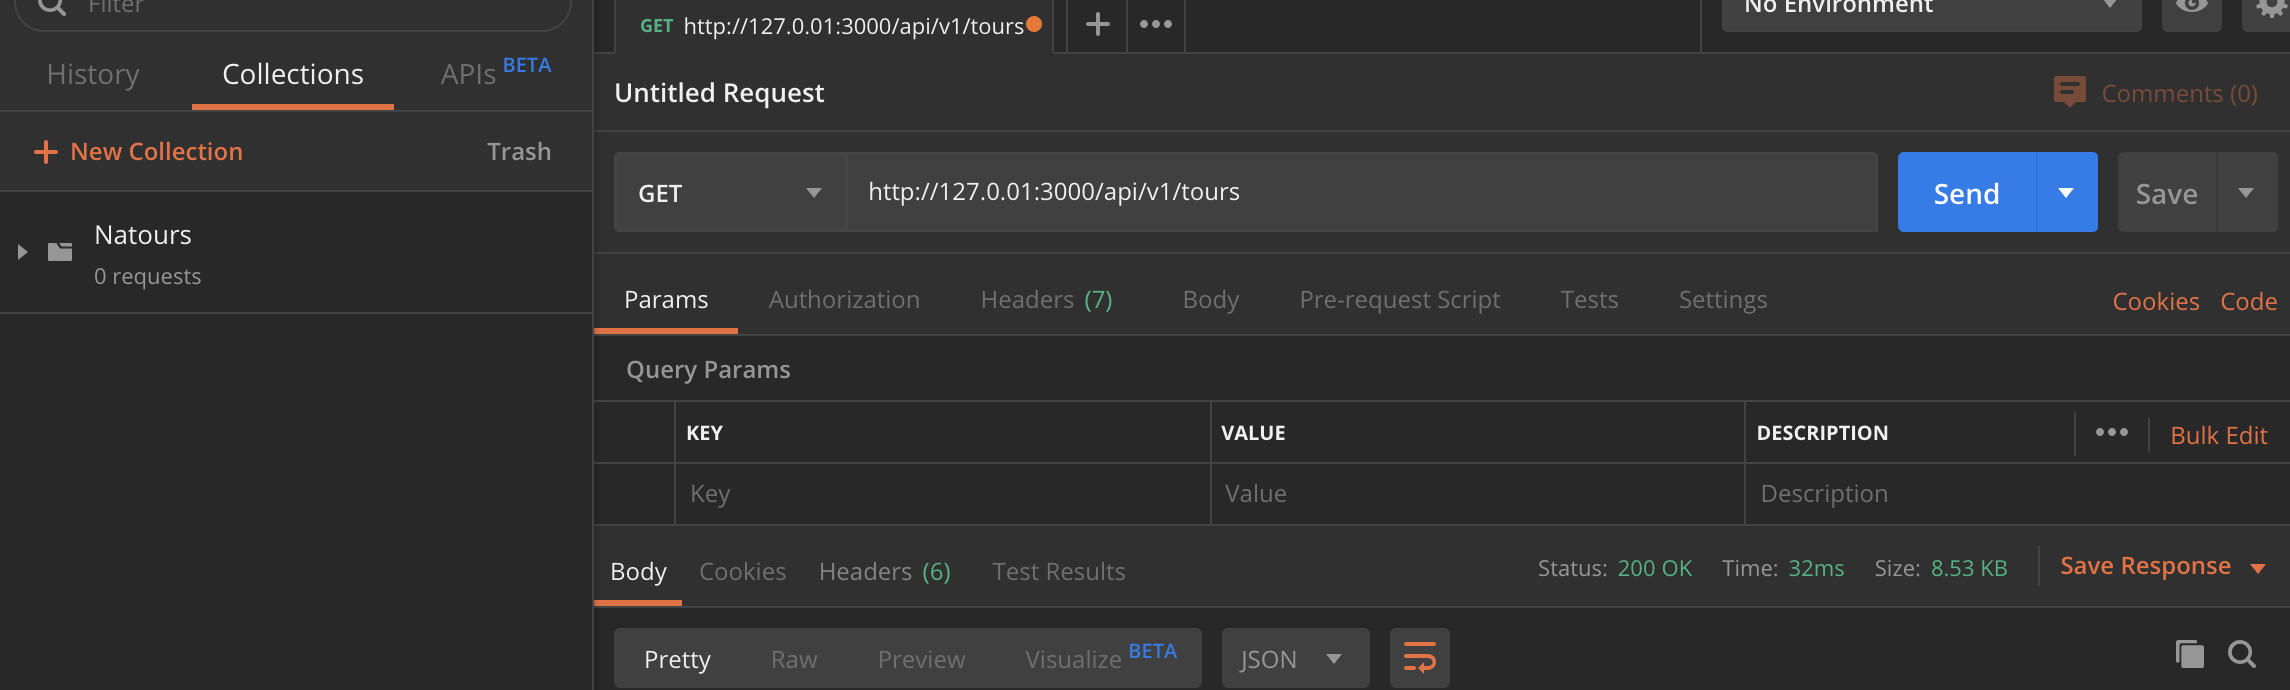 Filter
GET http://127.0.01:3000/api/v1/tours
No Environment
History Collections APIs BETA
Untitled Request
Comments (0)
New Collection Trash
GET http://127.0.01:3000/api/v1/tours Send Save
Natours
0 requests
Params Authorization Headers (7) Body Pre-request Script Tests Settings Cookies Code
Query Params
KEY VALUE DESCRIPTION Bulk Edit
Key Value Description
Body Cookies Headers (6) Test Results Status: 200 OK Time: 32ms Size: 8.53 KB Save Response
Pretty Raw Preview Visualize BETA JSON